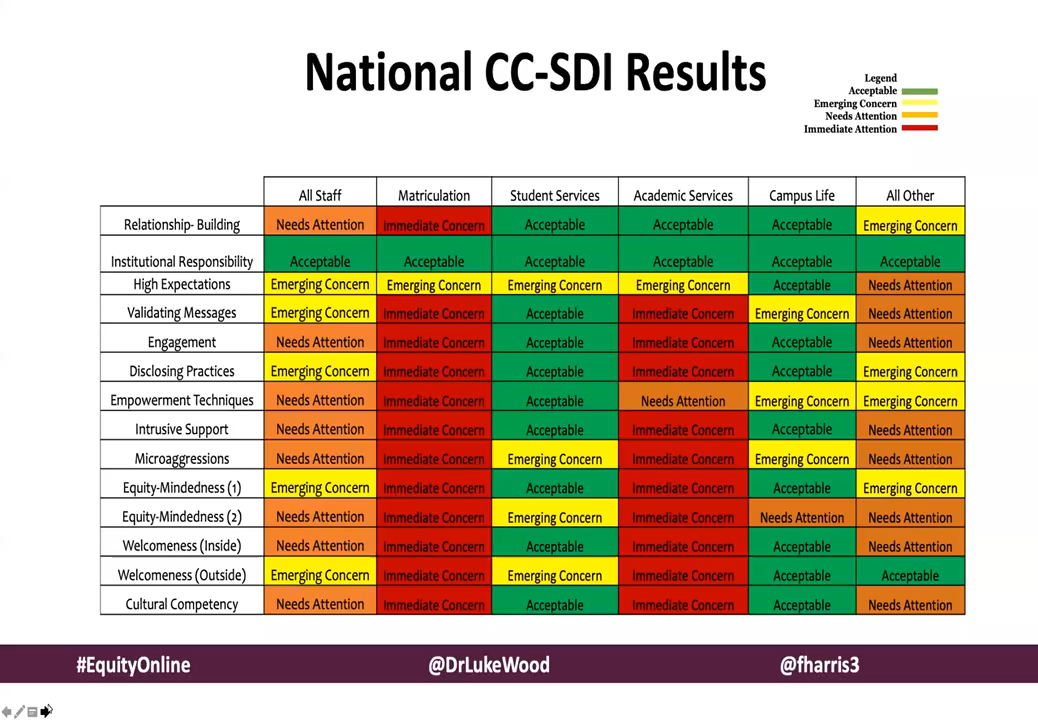 National CC-SDI Results
Legend
Acceptable
Emerging Concern
Needs Attention
Immediate Attention
All Staff Matriculation Student Services Academic Services Campus Life All Other
Relationship- Building Needs Attention Immediate Concern Acceptable Acceptable Acceptable Emerging Concern
Institutional Responsibility Acceptable Acceptable Acceptable Acceptable Acceptable Acceptable
High Expectations Emerging Concern Emerging Concern Emerging Concern Emerging Concern Acceptable Needs Attention
Validating Messages Emerging Concern Immediate Concern Acceptable Immediate Concern Emerging Concern Needs Attention
Engagement Needs Attention Immediate Concern Acceptable Immediate Concern Acceptable Needs Attention
Disclosing Practices Emerging Concern Immediate Concern Acceptable Immediate Concern Acceptable Emerging Concern
Empowerment Techniques Needs Attention Immediate Concern Acceptable Needs Attention Emerging Concern Emerging Concern
Intrusive Support Needs Attention Immediate Concern Acceptable Immediate Concern Acceptable Needs Attention
Microaggressions Needs Attention Immediate Concern Emerging Concern Immediate Concern Emerging Concern Needs Attention
Equity-Mindedness (1) Emerging Concern Immediate Concern Acceptable Immediate Concern Acceptable Emerging Concern
Equity-Mindedness (2) Needs Attention Immediate Concern Emerging Concern Immediate Concern Needs Attention Needs Attention
Welcomeness (Inside) Needs Attention Immediate Concern Acceptable Immediate Concern Acceptable Needs Attention
Welcomeness (Outside) Emerging Concern Immediate Concern Emerging Concern Immediate Concern Acceptable Acceptable
Cultural Competency Needs Attention Immediate Concern Acceptable Immediate Concern Acceptable Needs Attention
#EquityOnline @DrLukeWood @fharris3